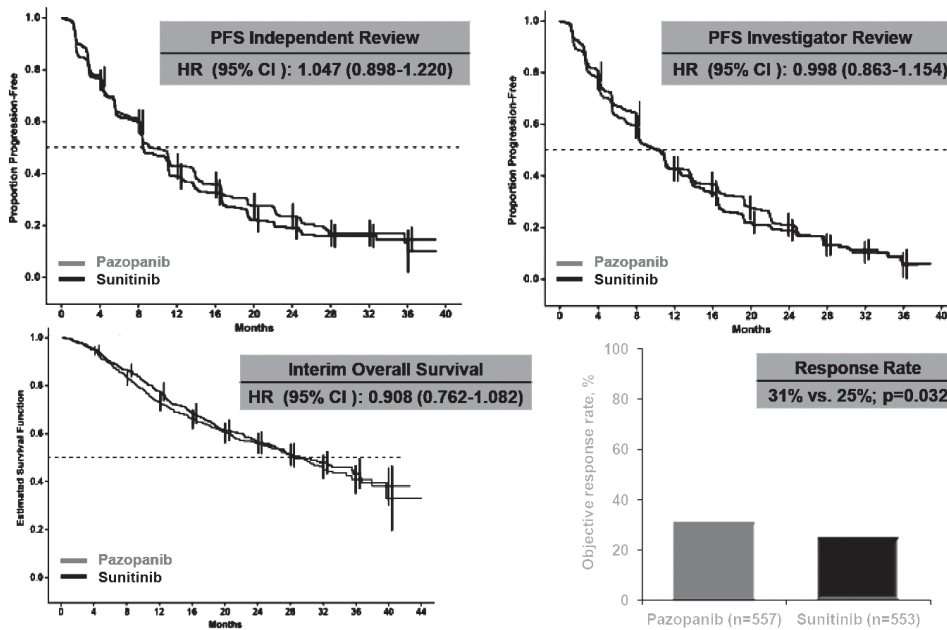 PFS Independent Review
HR (95% CI ): 1.047 (0.898-1.220)
Proportion Progression-Free
1.0
0.8
0.6
0.4
0.2
0.0
Pazopanib
Sunitinib
0 4 8 12 16 20 24 28 32 36 40
Months
PFS Investigator Review
HR (95% CI ): 0.998 (0.863-1.154)
Proportion Progression-Free
1.0
0.8
0.6
0.4
0.2
0.0
Pazopanib
Sunitinib
0 4 8 12 16 20 24 28 32 36 40
Months
Interim Overall Survival
HR (95% CI ): 0.908 (0.762-1.082)
Estimated Survival Function
1.0
0.8
0.6
0.4
0.2
0.0
Pazopanib
Sunitinib
0 4 8 12 16 20 24 28 32 36 40 44
Months
Response Rate
31% vs. 25%; p=0.032
Objective response rate, %
100
80
60
40
20
0
Pazopanib (n=557) Sunitinib (n=553)